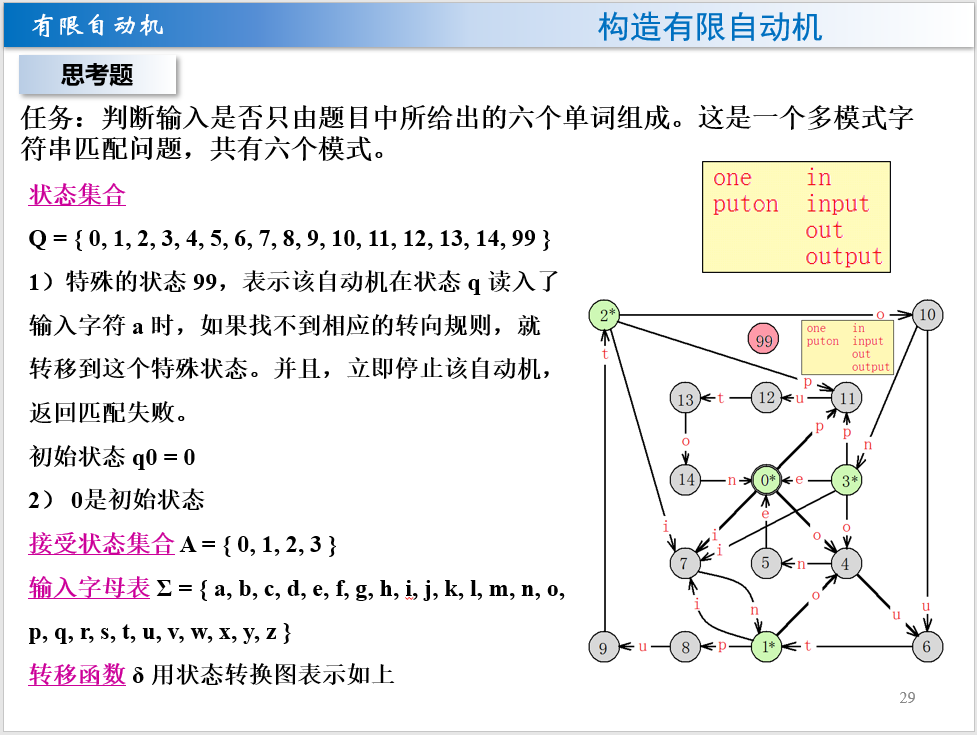 有限自动机
构造有限自动机
思考题
任务：判断输入是否只由题目中所给出的六个单词组成。这是一个多模式字
符串匹配问题，共有六个模式。
one in
puton input
out
output
状态集合
Q = { 0, 1, 2, 3, 4, 5, 6, 7, 8, 9, 10, 11, 12, 13, 14, 99 }
1）特殊的状态 99，表示该自动机在状态 q 读入了
输入字符 a 时，如果找不到相应的转向规则，就
转移到这个特殊状态。并且，立即停止该自动机，
返回匹配失败。
初始状态 q0 = 0
2） 0是初始状态
接受状态集合 A = { 0, 1, 2, 3 }
输入字母表 Σ = { a, b, c, d, e, f, g, h, i, j, k, l, m, n, o,
p, q, r, s, t, u, v, w, x, y, z }
转移函数 δ 用状态转换图表示如上
2* o 10
99
one in
puton input
out
output
t
p
13 t 12 u 11
p p
o n
14 n 0* e 3*
e
i i i o o
7 5 n 4
i n o u u
9 u 8 p 1* t 6
29